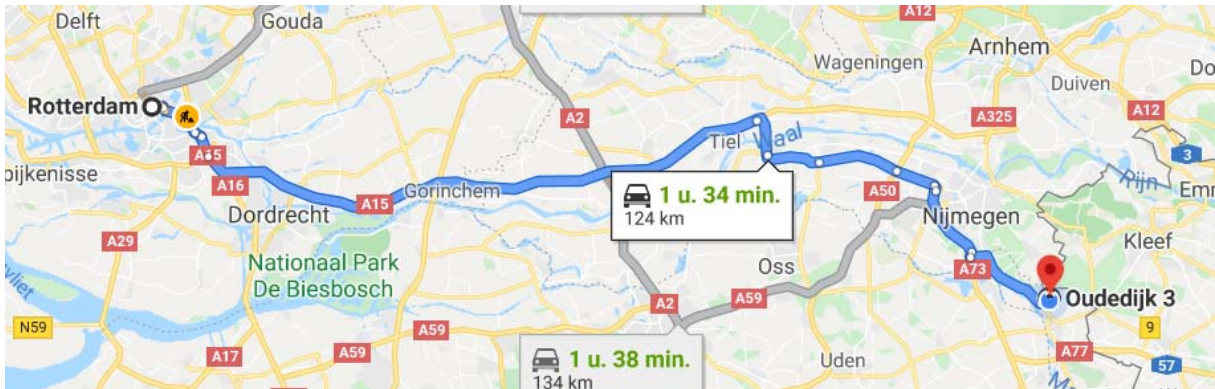 Delft
Gouda
A12
Arnhem
Wageningen
Duiven
Do
Rotterdam
A2
A325
A12
Tiel
Waal
A15
3
pijkenisse
A16
Gorinchem
1 u. 34 min.
124 km
A50
Rijn
Emm
Dordrecht
A15
Nijmegen
A29
Kleef
Nationaal Park
De Biesbosch
Oss
A73
Oudedijk 3
vliet
A2
A59
N59
A59
9
A17
A59
1 u. 38 min.
134 km
Uden
A77
57